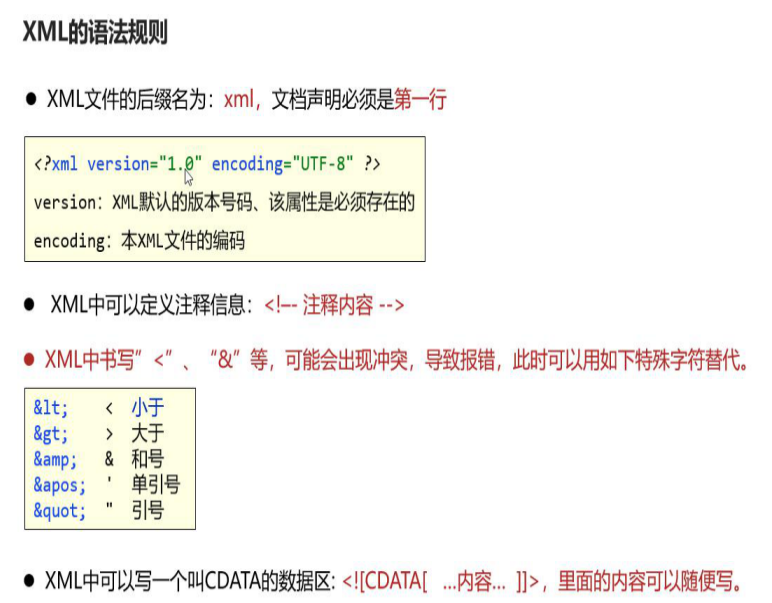 XML的语法规则
● XML文件的后缀名为：xml，文档声明必须是第一行
<?xml version="1.0" encoding="UTF-8" ?>
version：XML默认的版本号码、该属性是必须存在的
encoding：本XML文件的编码
● XML中可以定义注释信息：<!–- 注释内容 -->
● XML中书写”<”、“&”等，可能会出现冲突，导致报错，此时可以用如下特殊字符替代。
&lt; < 小于
&gt; > 大于
&amp; & 和号
&apos; ' 单引号
&quot; " 引号
● XML中可以写一个叫CDATA的数据区: <![CDATA[ …内容… ]]>，里面的内容可以随便写。